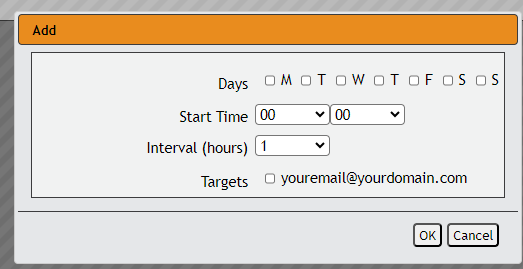 Add
Days M T W T F S S
Start Time 00 00
Interval (hours) 1
Targets youremail@yourdomain.com
OK Cancel